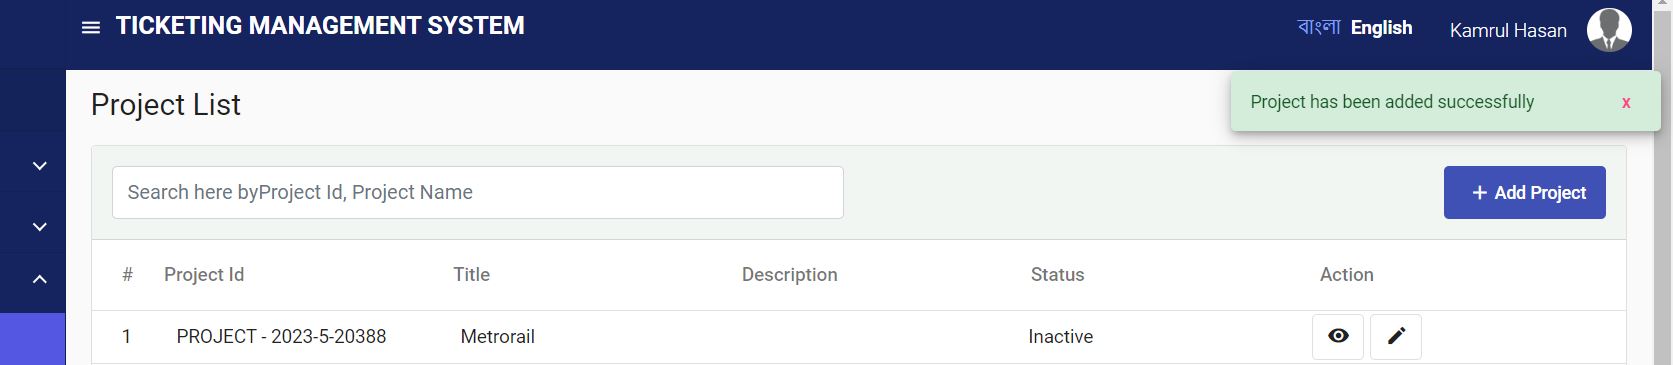 TICKETING MANAGEMENT SYSTEM
বাংলা English Kamrul Hasan
Project has been added successfully x
Project List
Search here byProject Id, Project Name
+ Add Project
# Project Id Title Description Status Action
1 PROJECT - 2023-5-20388 Metrorail Inactive